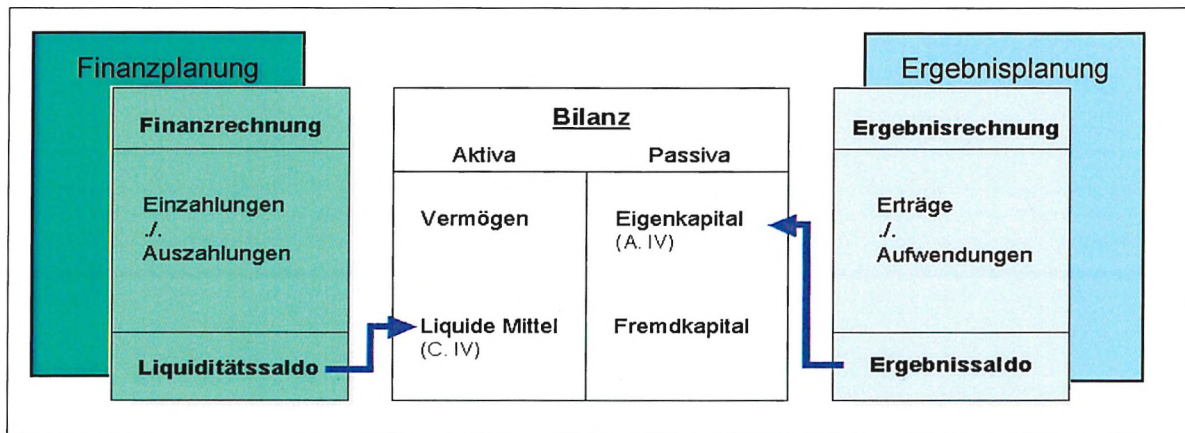 Finanzplanung
Finanzrechnung
Einzahlungen
./.
Auszahlungen
Liquiditätssaldo
Bilanz
Aktiva
Passiva
Vermögen
Eigenkapital
(A. IV)
Liquide Mittel
(C. IV)
Fremdkapital
Ergebnisplanung
Ergebnisrechnung
Erträge
./.
Aufwendungen
Ergebnissaldo